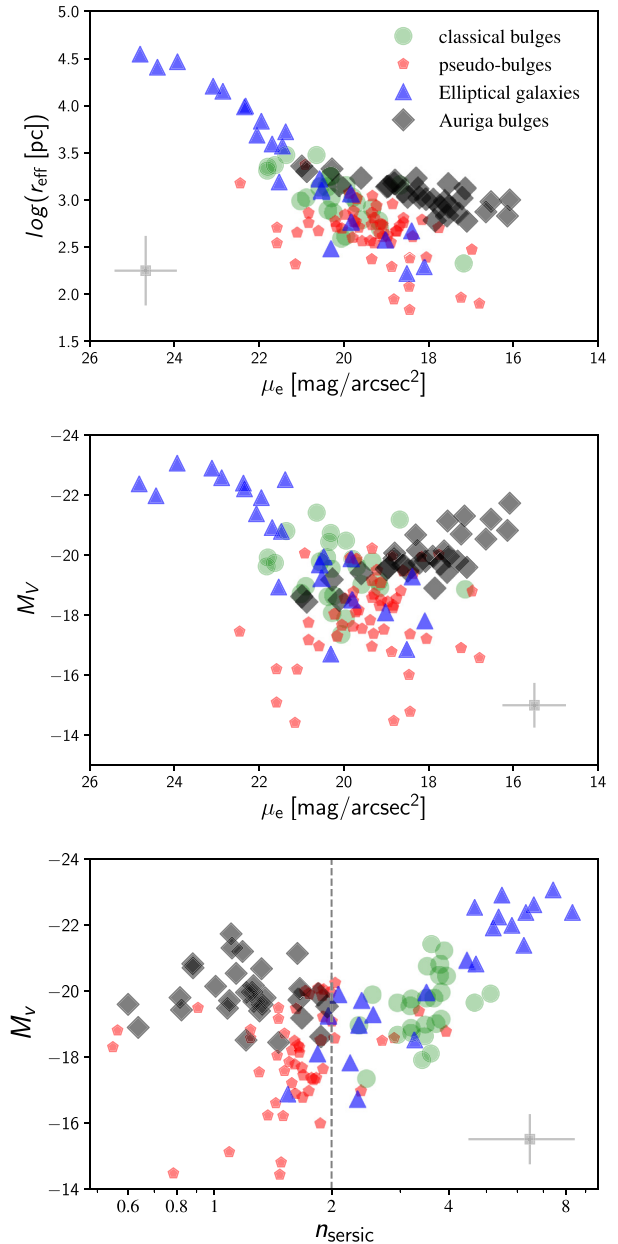 5.0
4.5
4.0
3.5
3.0
2.5
2.0
1.5
log(r_eff [pc])
classical bulges
pseudo-bulges
Elliptical galaxies
Auriga bulges
26 24 22 20 18 16 14
μ_e [mag/arcsec²]
−24
−22
−20
−18
−16
−14
M_V
26 24 22 20 18 16 14
μ_e [mag/arcsec²]
−24
−22
−20
−18
−16
−14
M_v
0.6 0.8 1 2 4 8
n_sersic